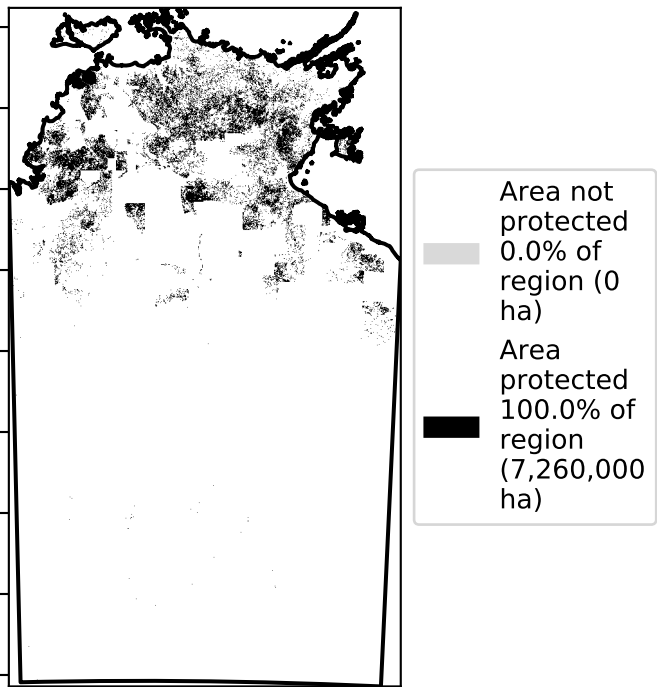 Area not
protected
0.0% of
region (0
ha)
Area
protected
100.0% of
region
(7,260,000
ha)